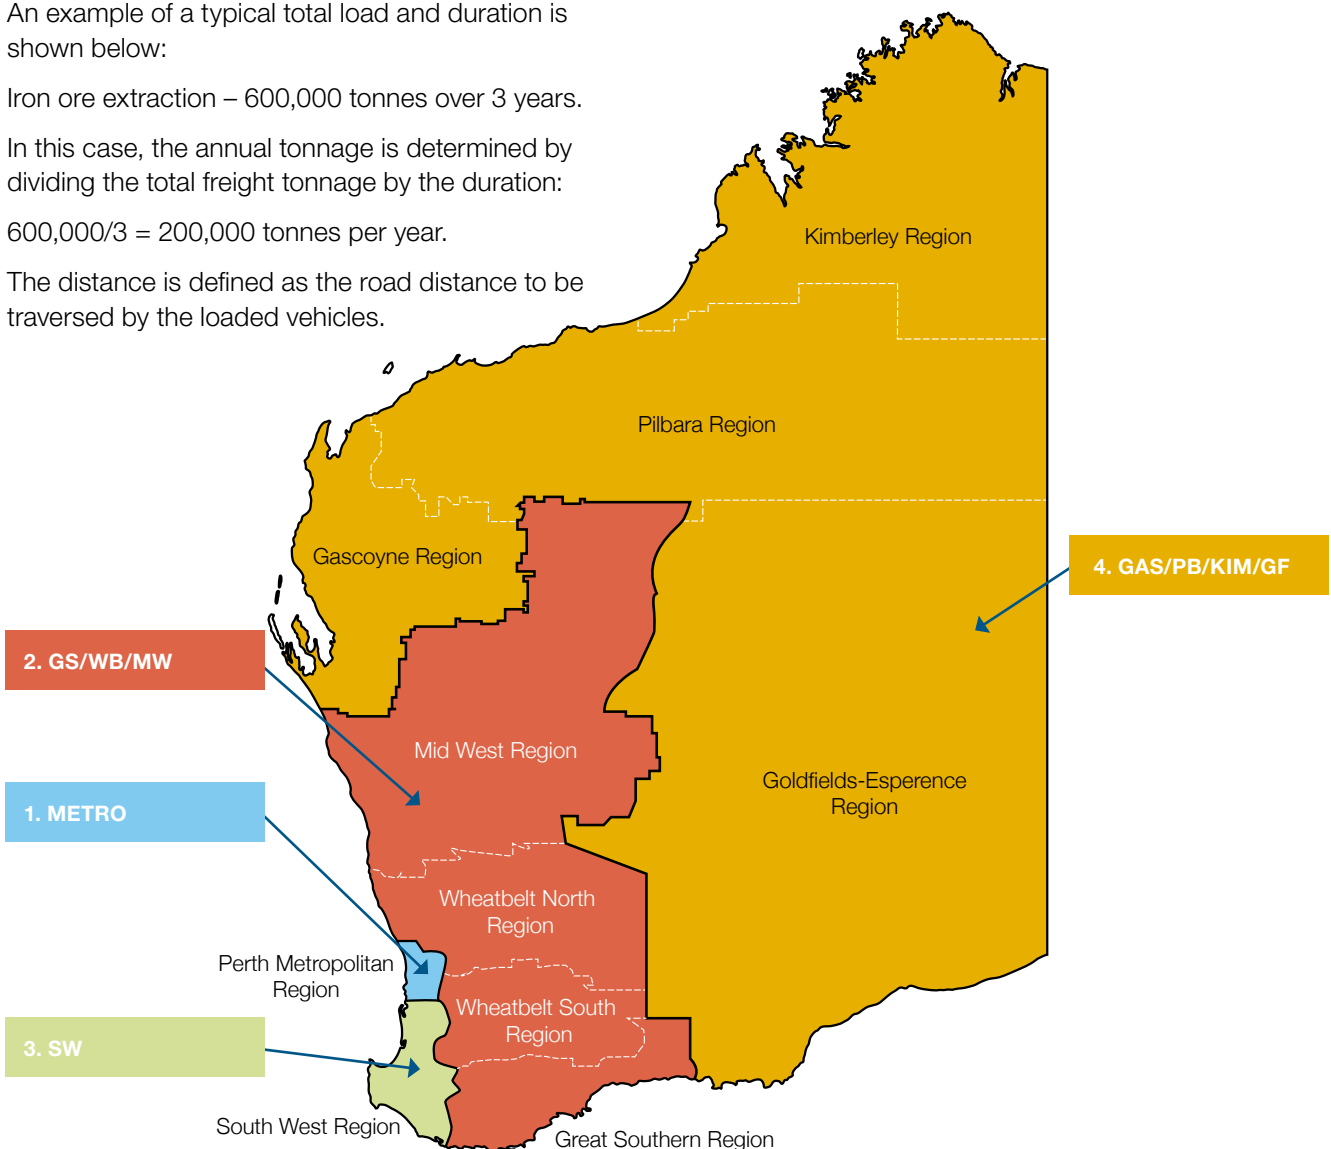 An example of a typical total load and duration is
shown below:
Iron ore extraction – 600,000 tonnes over 3 years.
In this case, the annual tonnage is determined by
dividing the total freight tonnage by the duration:
600,000/3 = 200,000 tonnes per year.
The distance is defined as the road distance to be
traversed by the loaded vehicles.
Kimberley Region
Pilbara Region
Gascoyne Region
4. GAS/PB/KIM/GF
2. GS/WB/MW
Mid West Region
Goldfields-Esperence
Region
1. METRO
Wheatbelt North
Region
Perth Metropolitan
Region
Wheatbelt South
Region
3. SW
South West Region
Great Southern Region